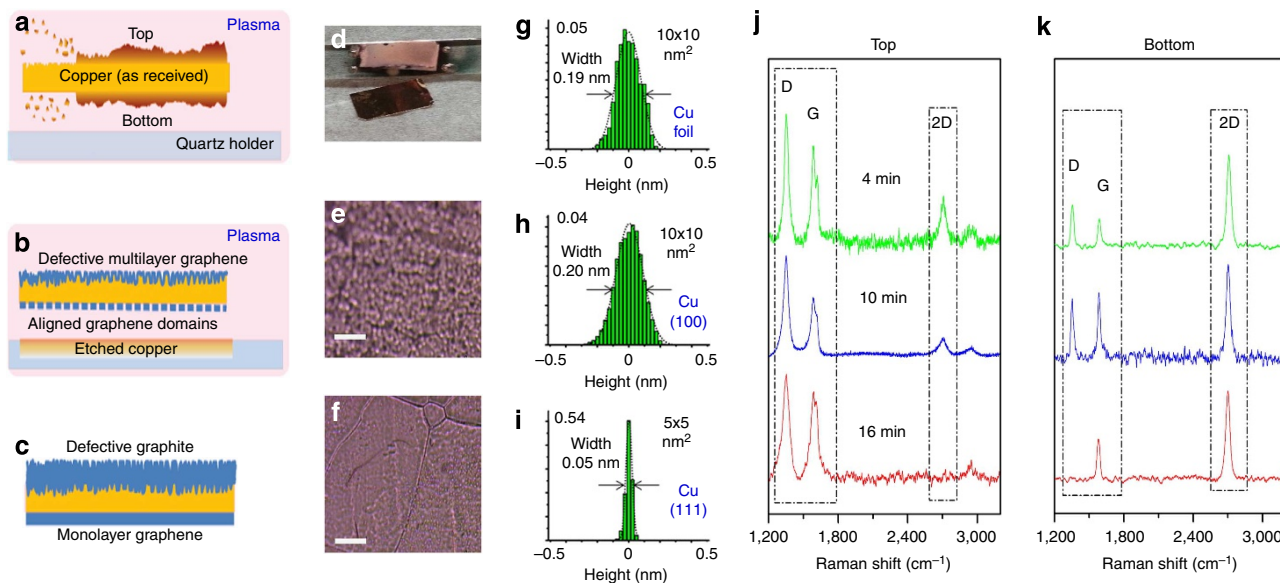 a
Plasma
Top
Copper (as received)
Bottom
Quartz holder
b
Plasma
Defective multilayer graphene
Aligned graphene domains
Etched copper
c
Defective graphite
Monolayer graphene
d
e
f
g
0.05
10x10
nm²
Width
0.19 nm
Cu
foil
–0.5 0 0.5
Height (nm)
h
0.04
10x10
nm²
Width
0.20 nm
Cu
(100)
–0.5 0 0.5
Height (nm)
i
0.54
5x5
nm²
Width
0.05 nm
Cu
(111)
–0.5 0 0.5
Height (nm)
j
Top
D
G
2D
4 min
10 min
16 min
1,200 1,800 2,400 3,000
Raman shift (cm⁻¹)
k
Bottom
D
G
2D
1,200 1,800 2,400 3,000
Raman shift (cm⁻¹)